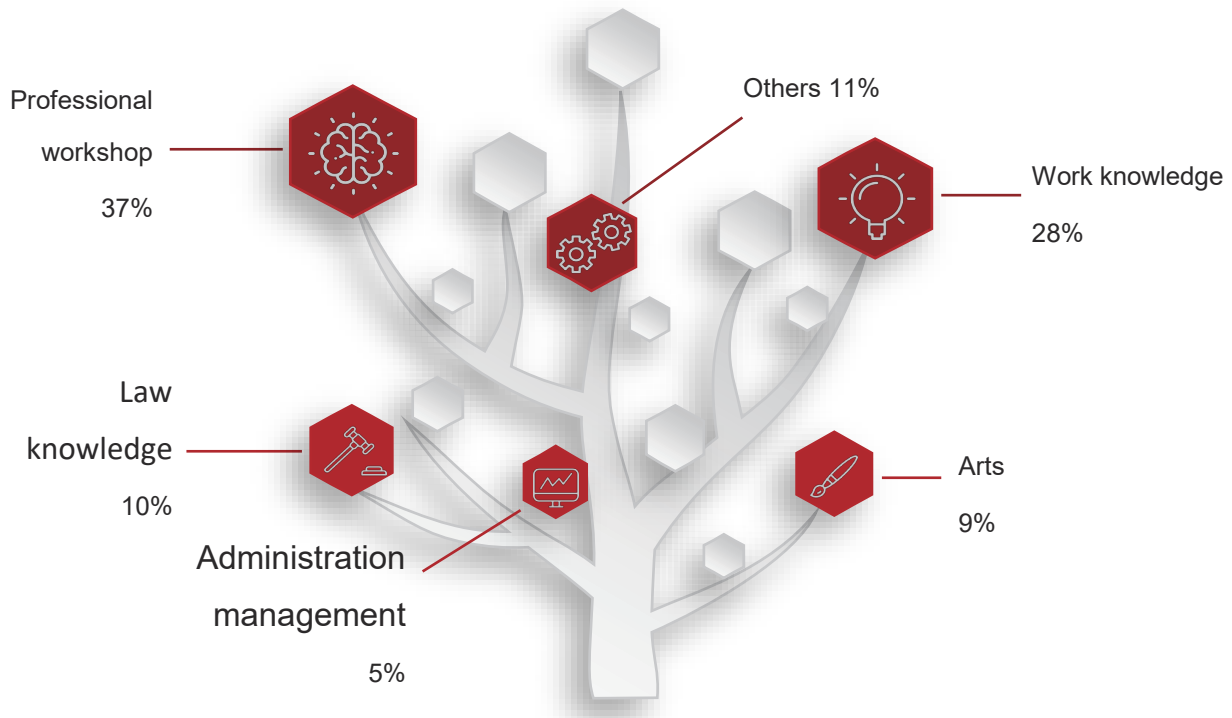 Professional
workshop
37%
Others 11%
Work knowledge
28%
Law
knowledge
10%
Administration
management
5%
Arts
9%